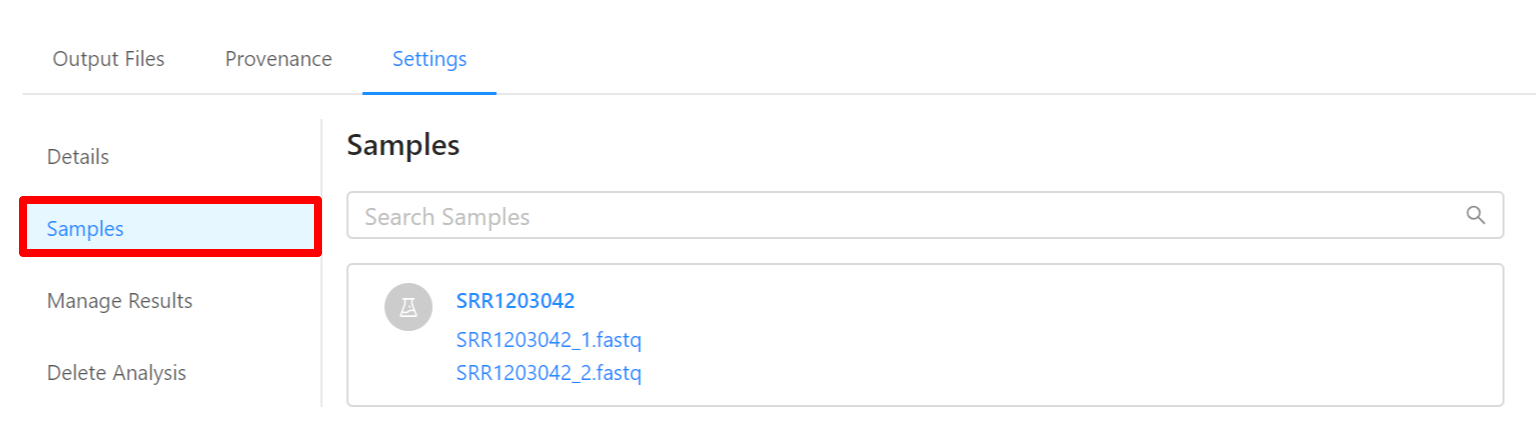 Output Files Provenance Settings
Details
Samples
Manage Results
Delete Analysis
Samples
Search Samples
SRR1203042
SRR1203042_1.fastq
SRR1203042_2.fastq